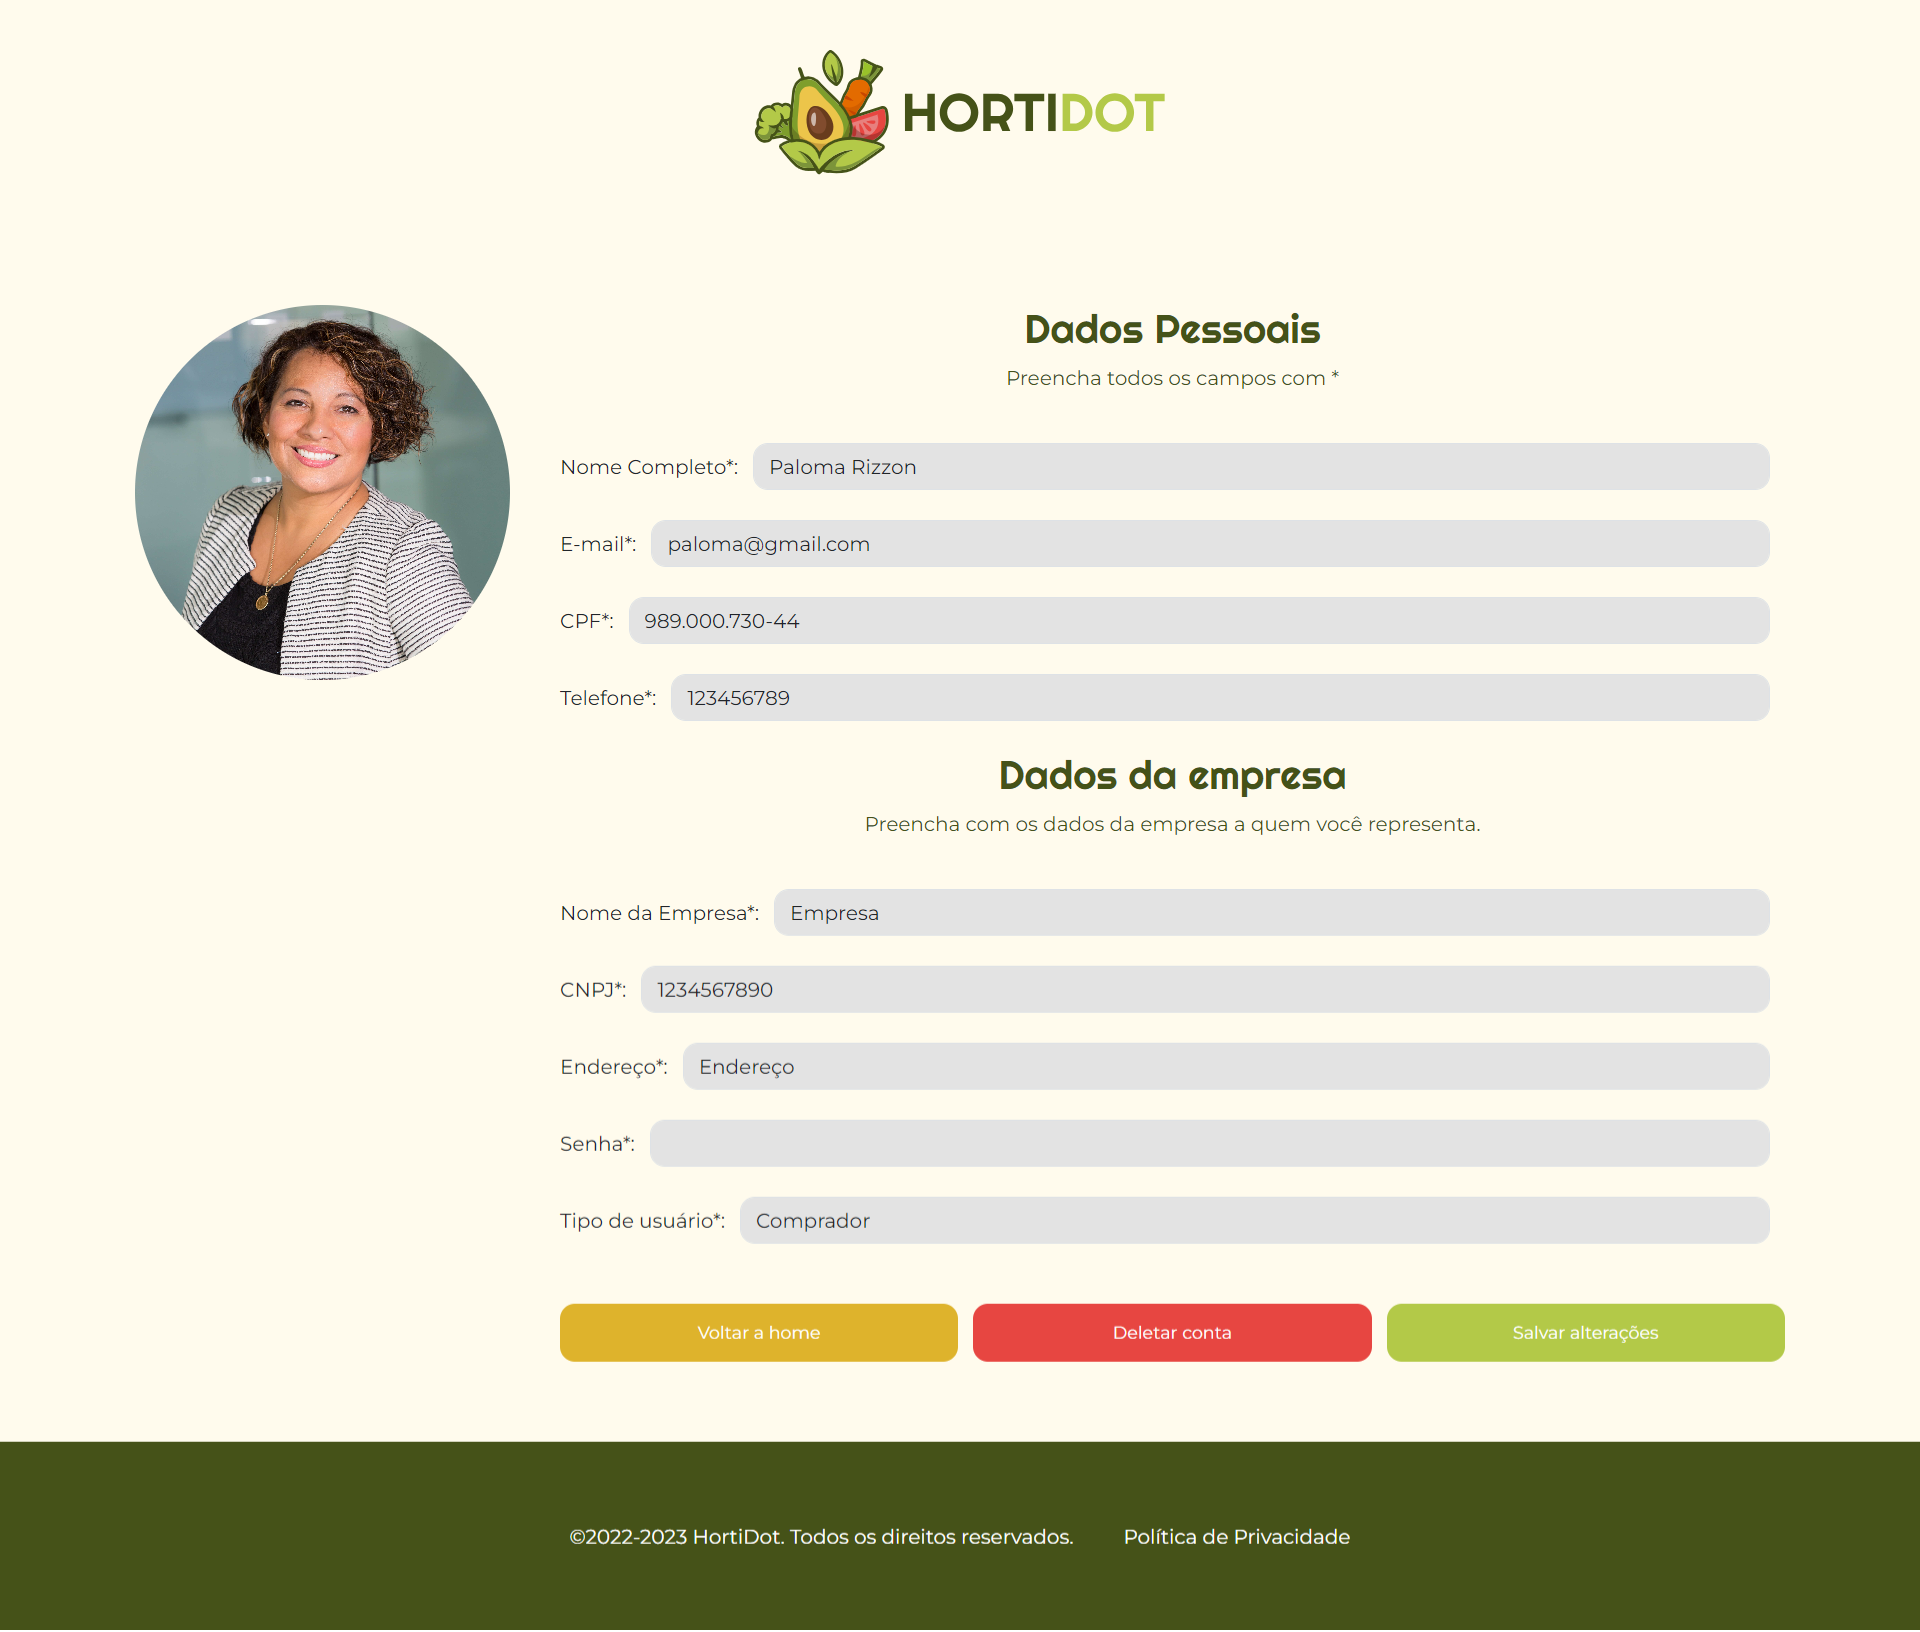 HORTIDOT
Dados Pessoais
Preencha todos os campos com *
Nome Completo*: Paloma Rizzon
E-mail*: paloma@gmail.com
CPF*: 989.000.730-44
Telefone*: 123456789
Dados da empresa
Preencha com os dados da empresa a quem você representa.
Nome da Empresa*: Empresa
CNPJ*: 1234567890
Endereço*: Endereço
Senha*:
Tipo de usuário*: Comprador
Voltar a home Deletar conta Salvar alterações
©2022-2023 HortiDot. Todos os direitos reservados. Política de Privacidade